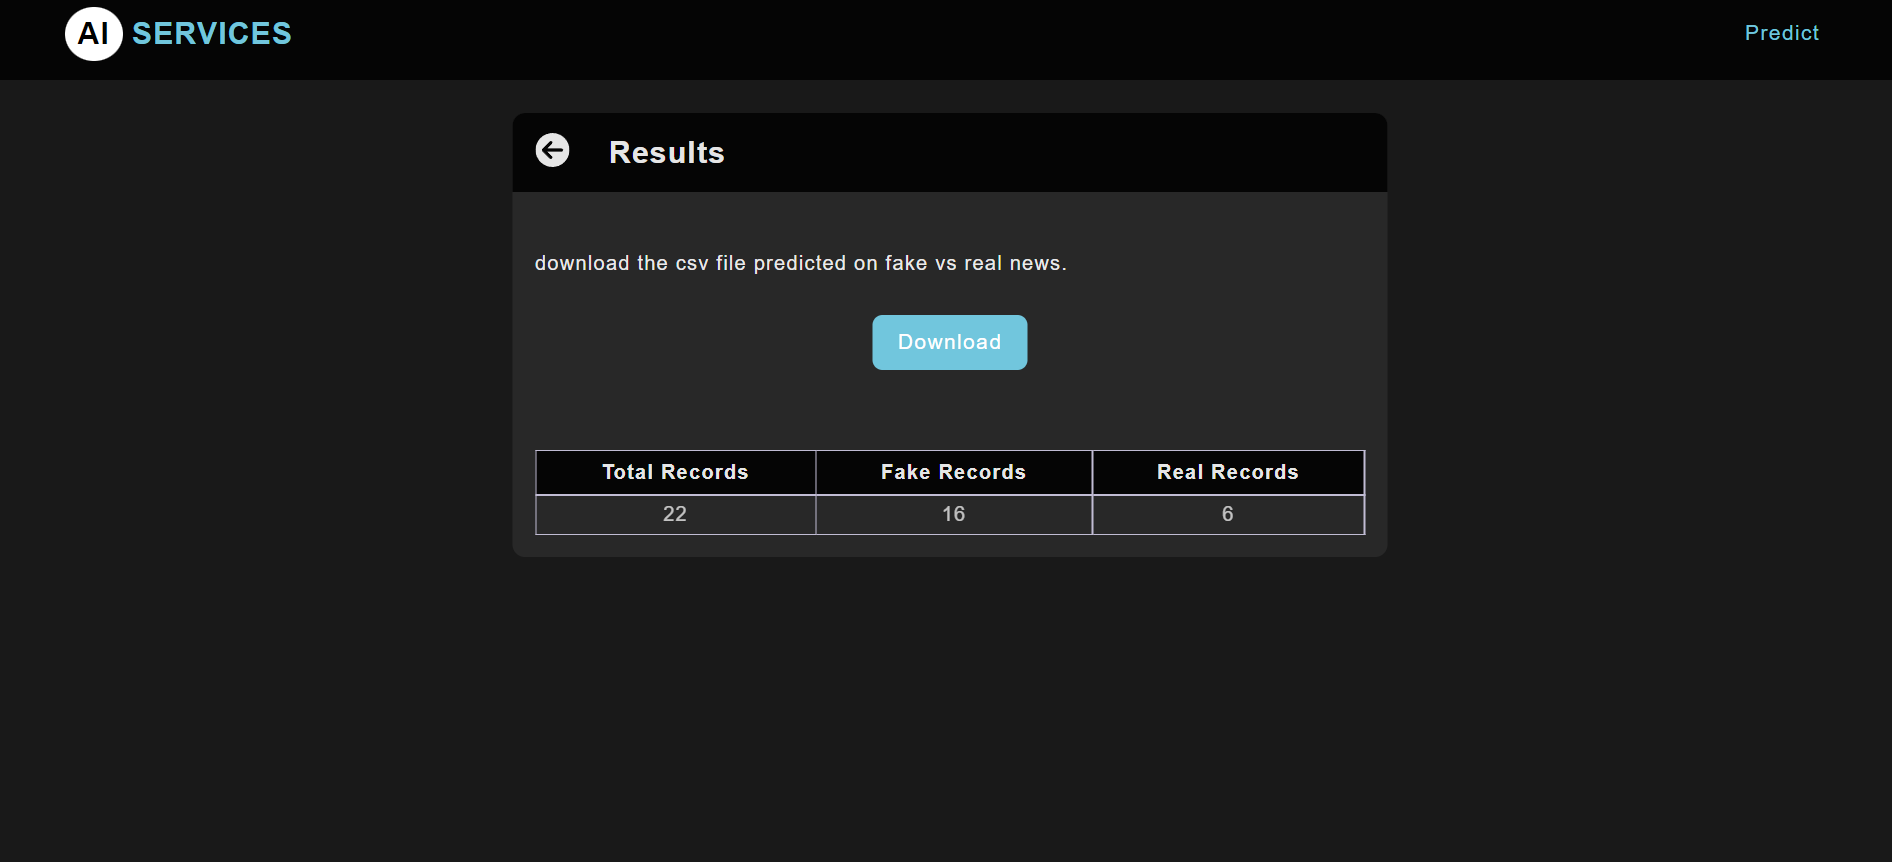 AI SERVICES Predict
Results
download the csv file predicted on fake vs real news.
Download
Total Records Fake Records Real Records
22 16 6